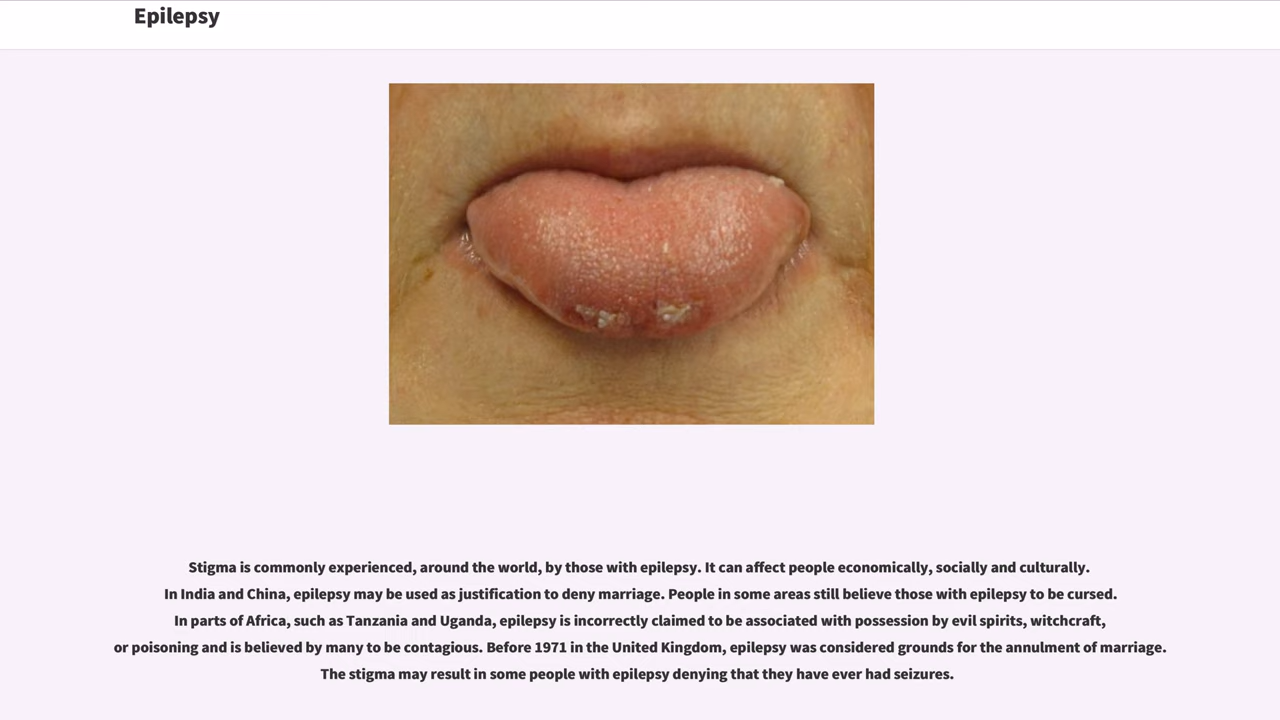 Epilepsy
Stigma is commonly experienced, around the world, by those with epilepsy. It can affect people economically, socially and culturally.
In India and China, epilepsy may be used as justification to deny marriage. People in some areas still believe those with epilepsy to be cursed.
In parts of Africa, such as Tanzania and Uganda, epilepsy is incorrectly claimed to be associated with possession by evil spirits, witchcraft,
or poisoning and is believed by many to be contagious. Before 1971 in the United Kingdom, epilepsy was considered grounds for the annulment of marriage.
The stigma may result in some people with epilepsy denying that they have ever had seizures.